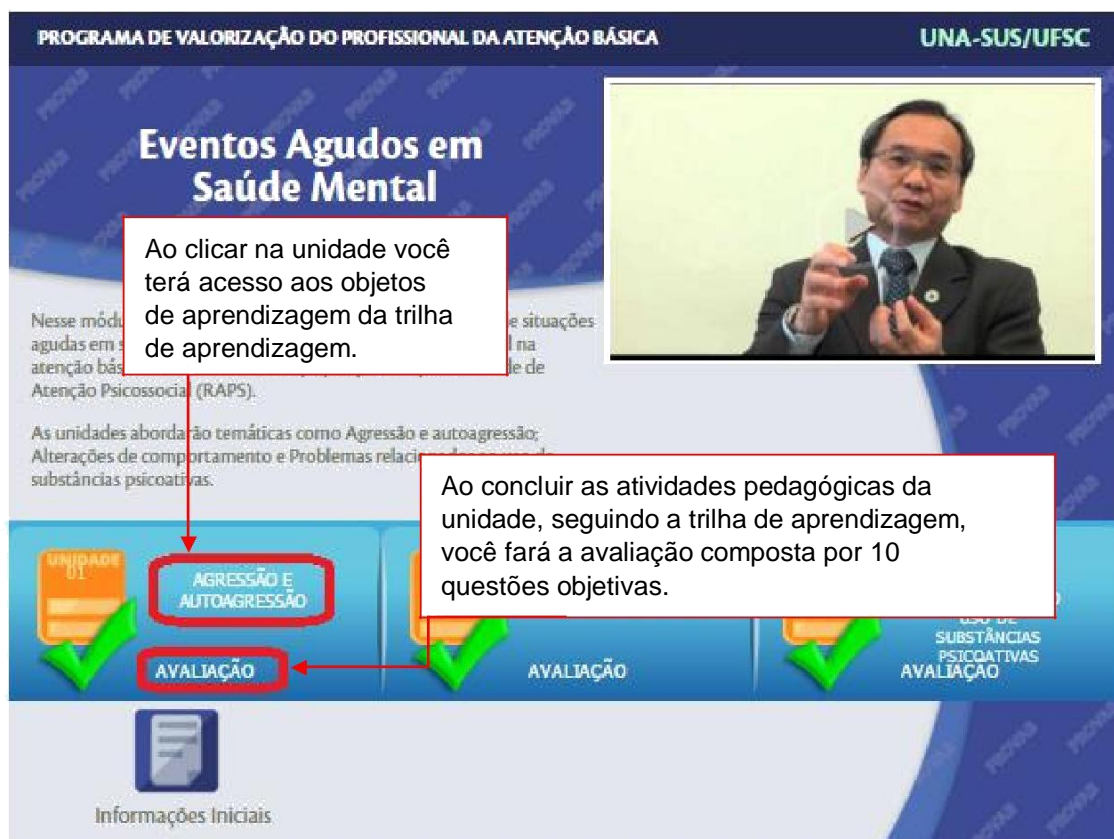 PROGRAMA DE VALORIZAÇÃO DO PROFISSIONAL DA ATENÇÃO BÁSICA
UNA-SUS/UFSC
Eventos Agudos em
Saúde Mental
Ao clicar na unidade você
terá acesso aos objetos
de aprendizagem da trilha
de aprendizagem.
Nesse e situações
agudas em l na
atenção de de
Atenção Psicossocial (RAPS).
As unidades abordarão temáticas como Agressão e autoagressão;
Alterações de comportamento e Problemas
substâncias psicoativas.
Ao concluir as atividades pedagógicas da
unidade, seguindo a trilha de aprendizagem,
você fará a avaliação composta por 10
questões objetivas.
UNIDADE
01
AGRESSÃO E
AUTOAGRESSÃO
AVALIAÇÃO
AVALIAÇÃO
USO DE
SUBSTÂNCIAS
PSICOATIVAS
AVALIAÇÃO
Informações Iniciais
PROVAB